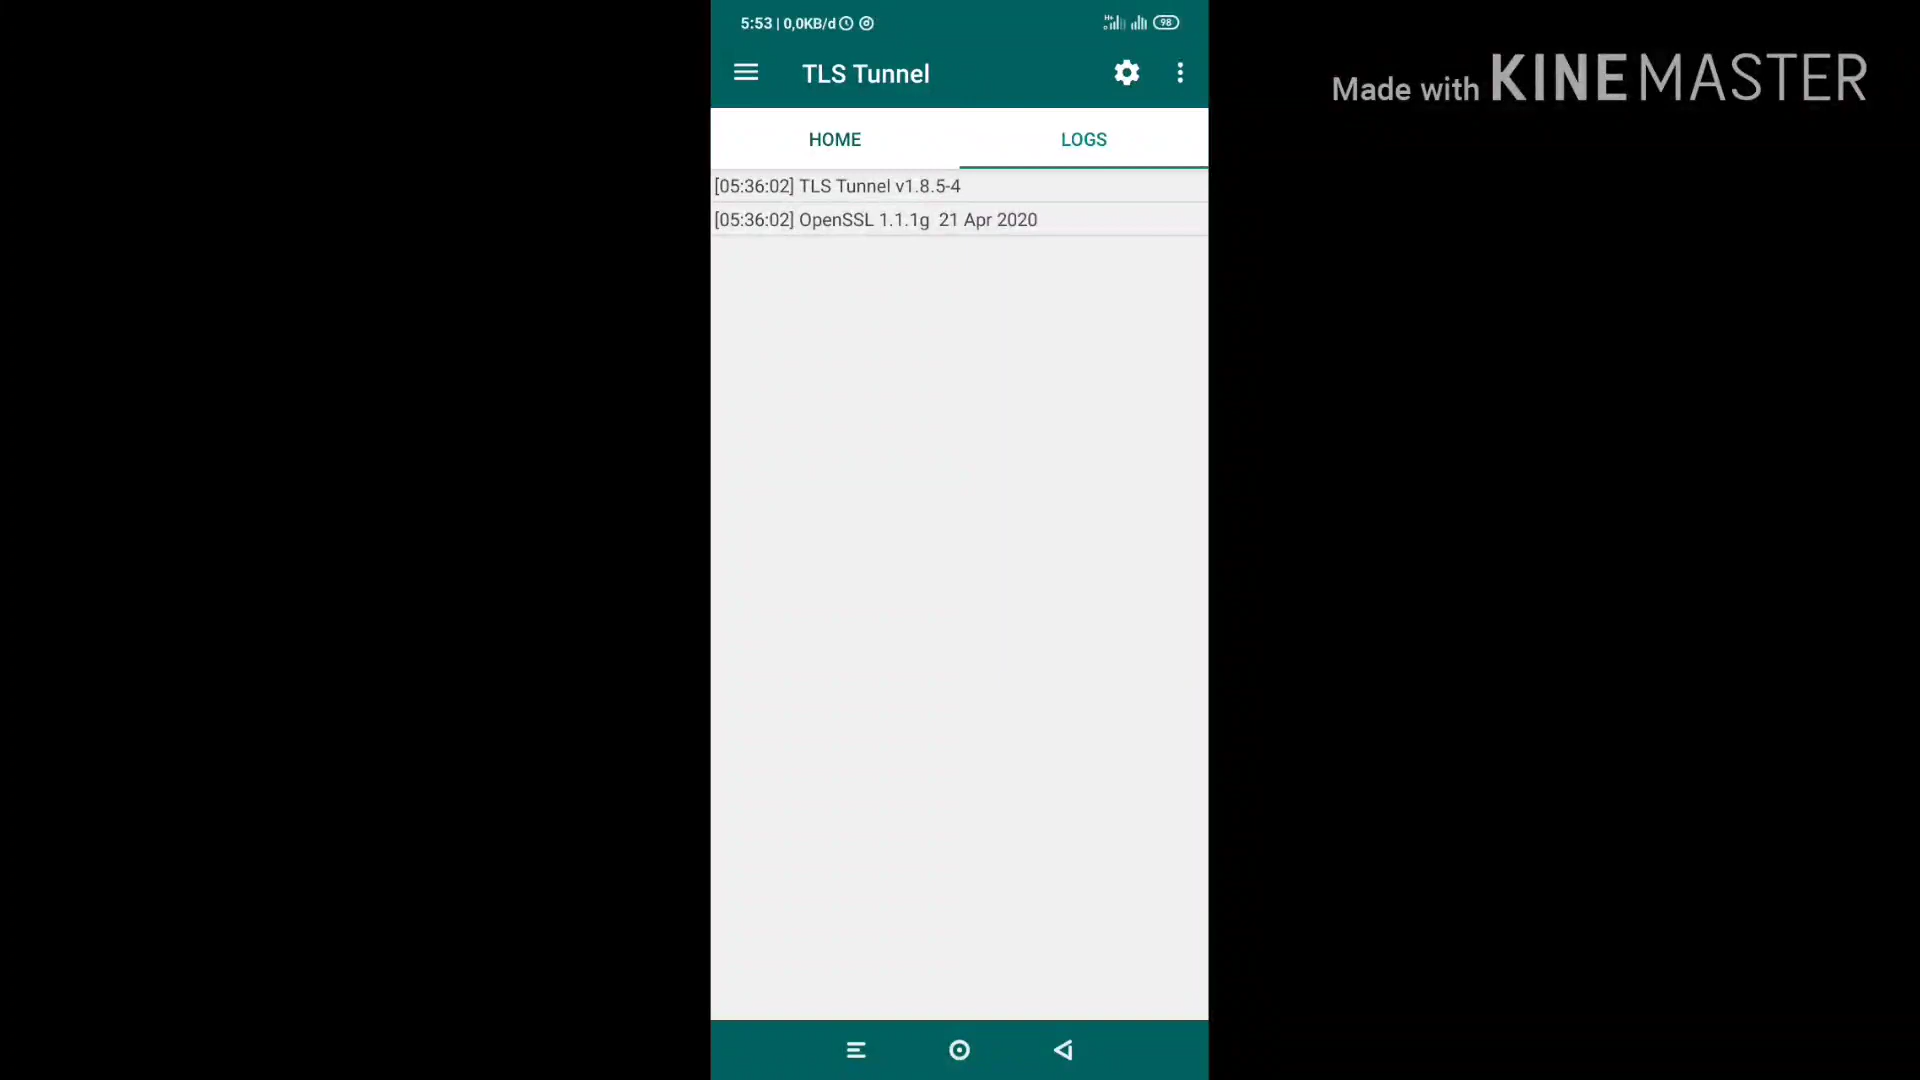 5:53 | 0,0KB/d
H+
98
Made with KINEMASTER
TLS Tunnel
HOME
LOGS
[05:36:02] TLS Tunnel v1.8.5-4
[05:36:02] OpenSSL 1.1.1g  21 Apr 2020